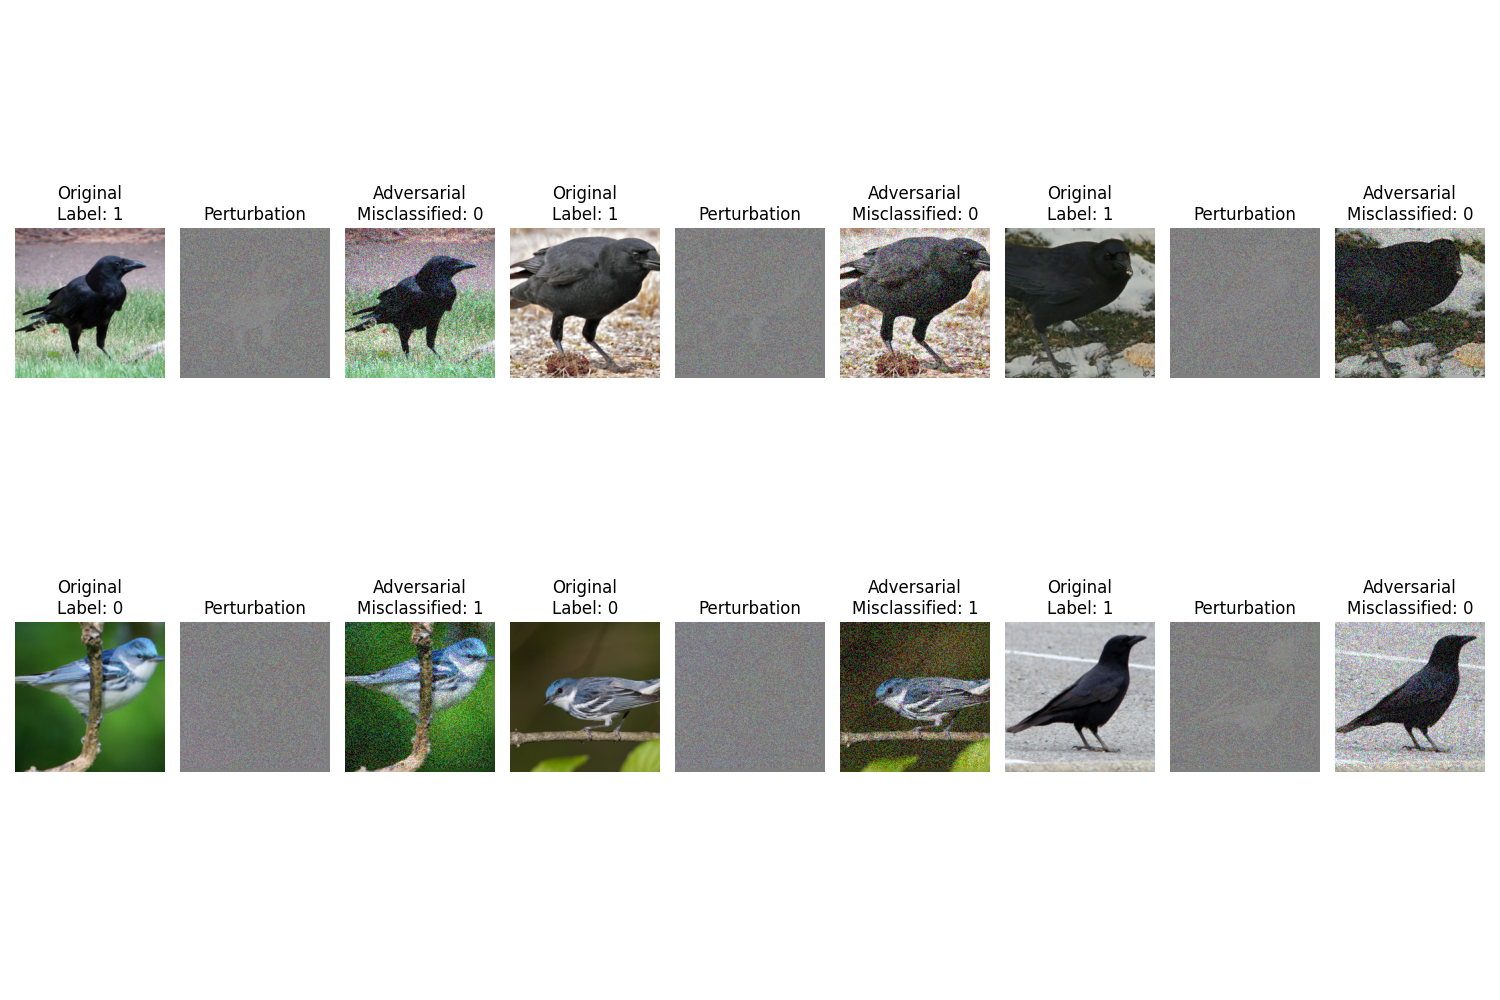 Original
Label: 1
Perturbation
Adversarial
Misclassified: 0
Original
Label: 1
Perturbation
Adversarial
Misclassified: 0
Original
Label: 1
Perturbation
Adversarial
Misclassified: 0
Original
Label: 0
Perturbation
Adversarial
Misclassified: 1
Original
Label: 0
Perturbation
Adversarial
Misclassified: 1
Original
Label: 1
Perturbation
Adversarial
Misclassified: 0